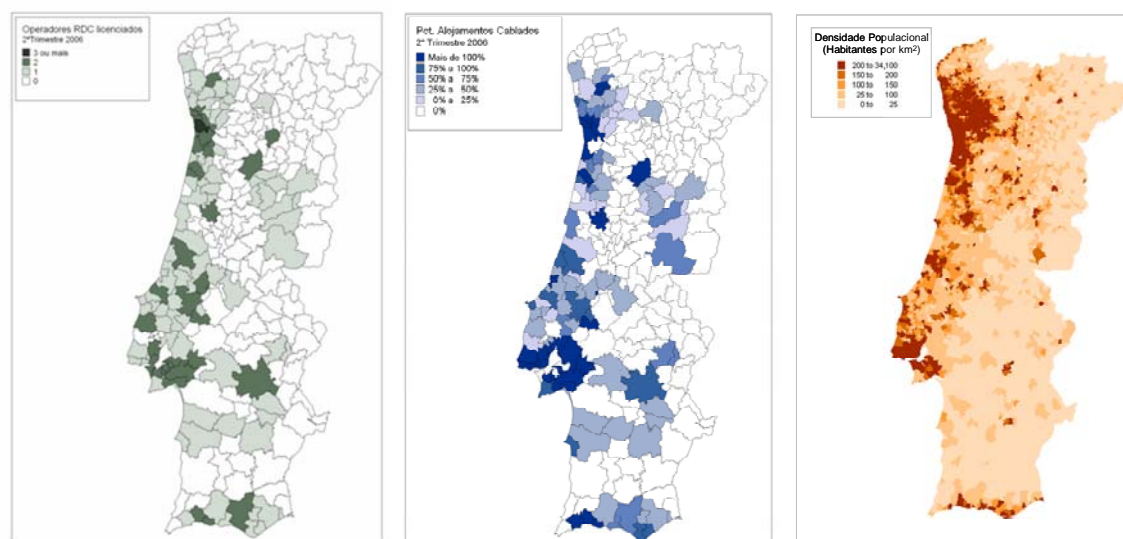 Operadores RDC licenciados
2ºTrimestre 2006
3 ou mais
2
1
0
Pct. Alojamentos Cablados
2º Trimestre 2006
Mais de 100%
75% a 100%
50% a 75%
25% a 50%
0% a 25%
0%
Densidade Populacional
(Habitantes por km²)
200 to 34,100
150 to 200
100 to 150
25 to 100
0 to 25